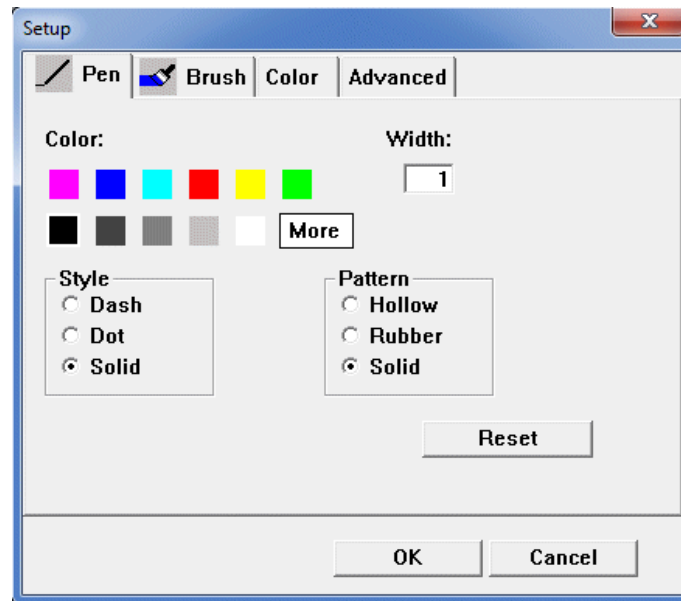 Setup
Pen Brush Color Advanced
Color: Width:
1
More
Style Pattern
Dash Hollow
Dot Rubber
Solid Solid
Reset
OK Cancel